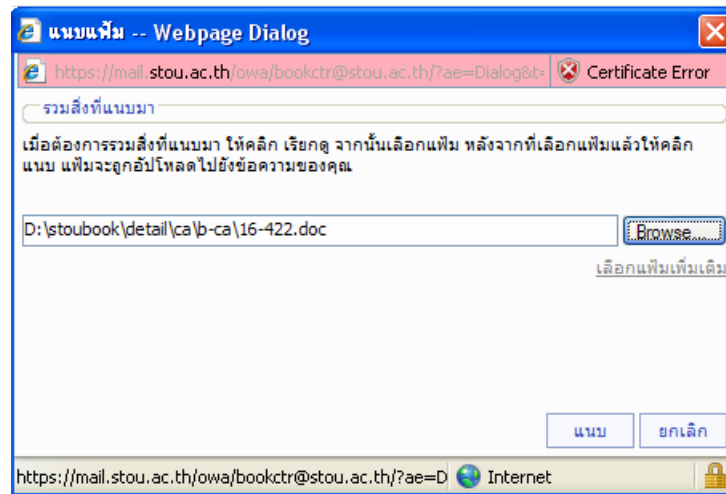 แนบแฟ้ม -- Webpage Dialog
https://mail.stou.ac.th/owa/bookctr@stou.ac.th/?ae=Dialog&t= Certificate Error
รวมสิ่งที่แนบมา
เมื่อต้องการรวมสิ่งที่แนบมา ให้คลิก เรียกดู จากนั้นเลือกแฟ้ม หลังจากที่เลือกแฟ้มแล้วให้คลิก
แนบ แฟ้มจะถูกอัปโหลดไปยังข้อความของคุณ
D:\stoubook\detail\ca\b-ca\16-422.doc Browse...
เลือกแฟ้มเพิ่มเติม
แนบ ยกเลิก
https://mail.stou.ac.th/owa/bookctr@stou.ac.th/?ae=D Internet